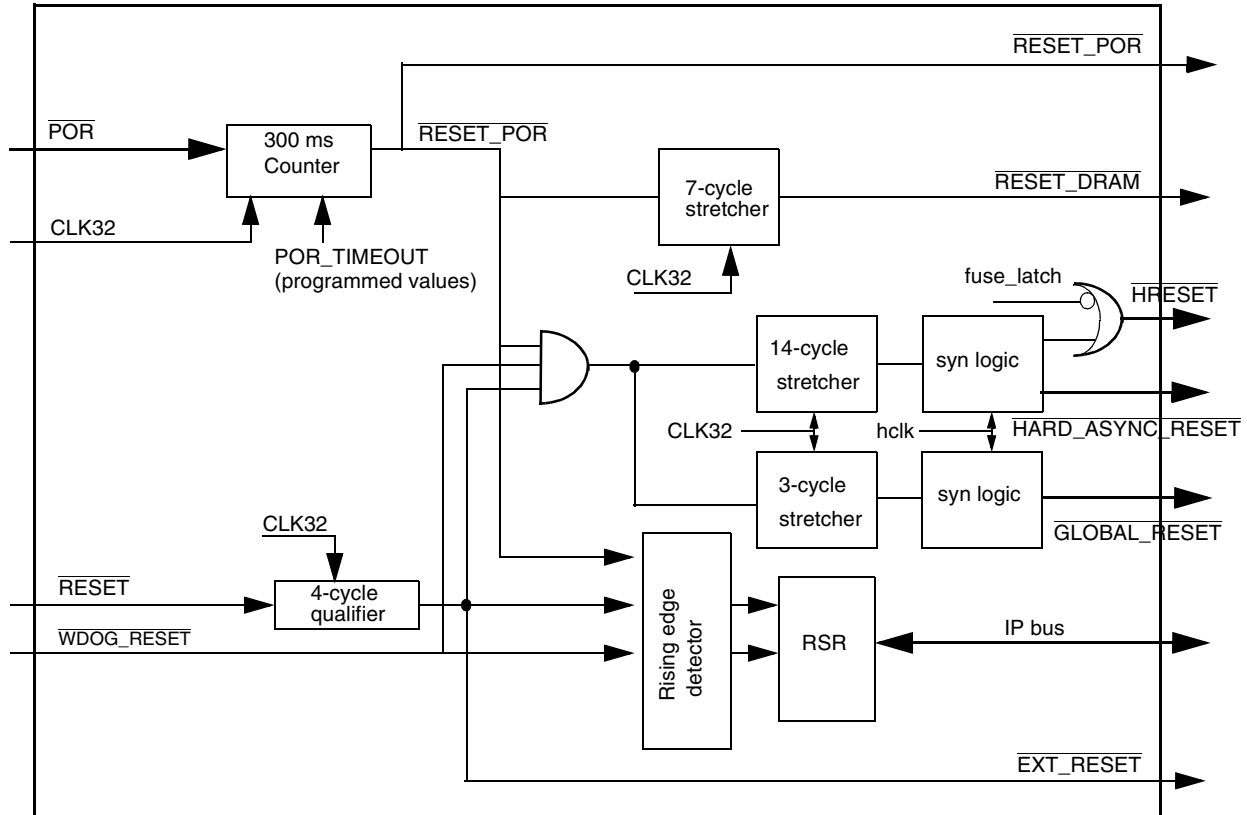 RESET_POR
POR
300 ms
Counter
RESET_POR
7-cycle
stretcher
RESET_DRAM
CLK32
POR_TIMEOUT
(programmed values)
CLK32
fuse_latch
HRESET
14-cycle
stretcher
syn logic
CLK32
hclk
HARD_ASYNC_RESET
3-cycle
stretcher
syn logic
GLOBAL_RESET
CLK32
RESET
4-cycle
qualifier
WDOG_RESET
Rising edge
detector
RSR
IP bus
EXT_RESET